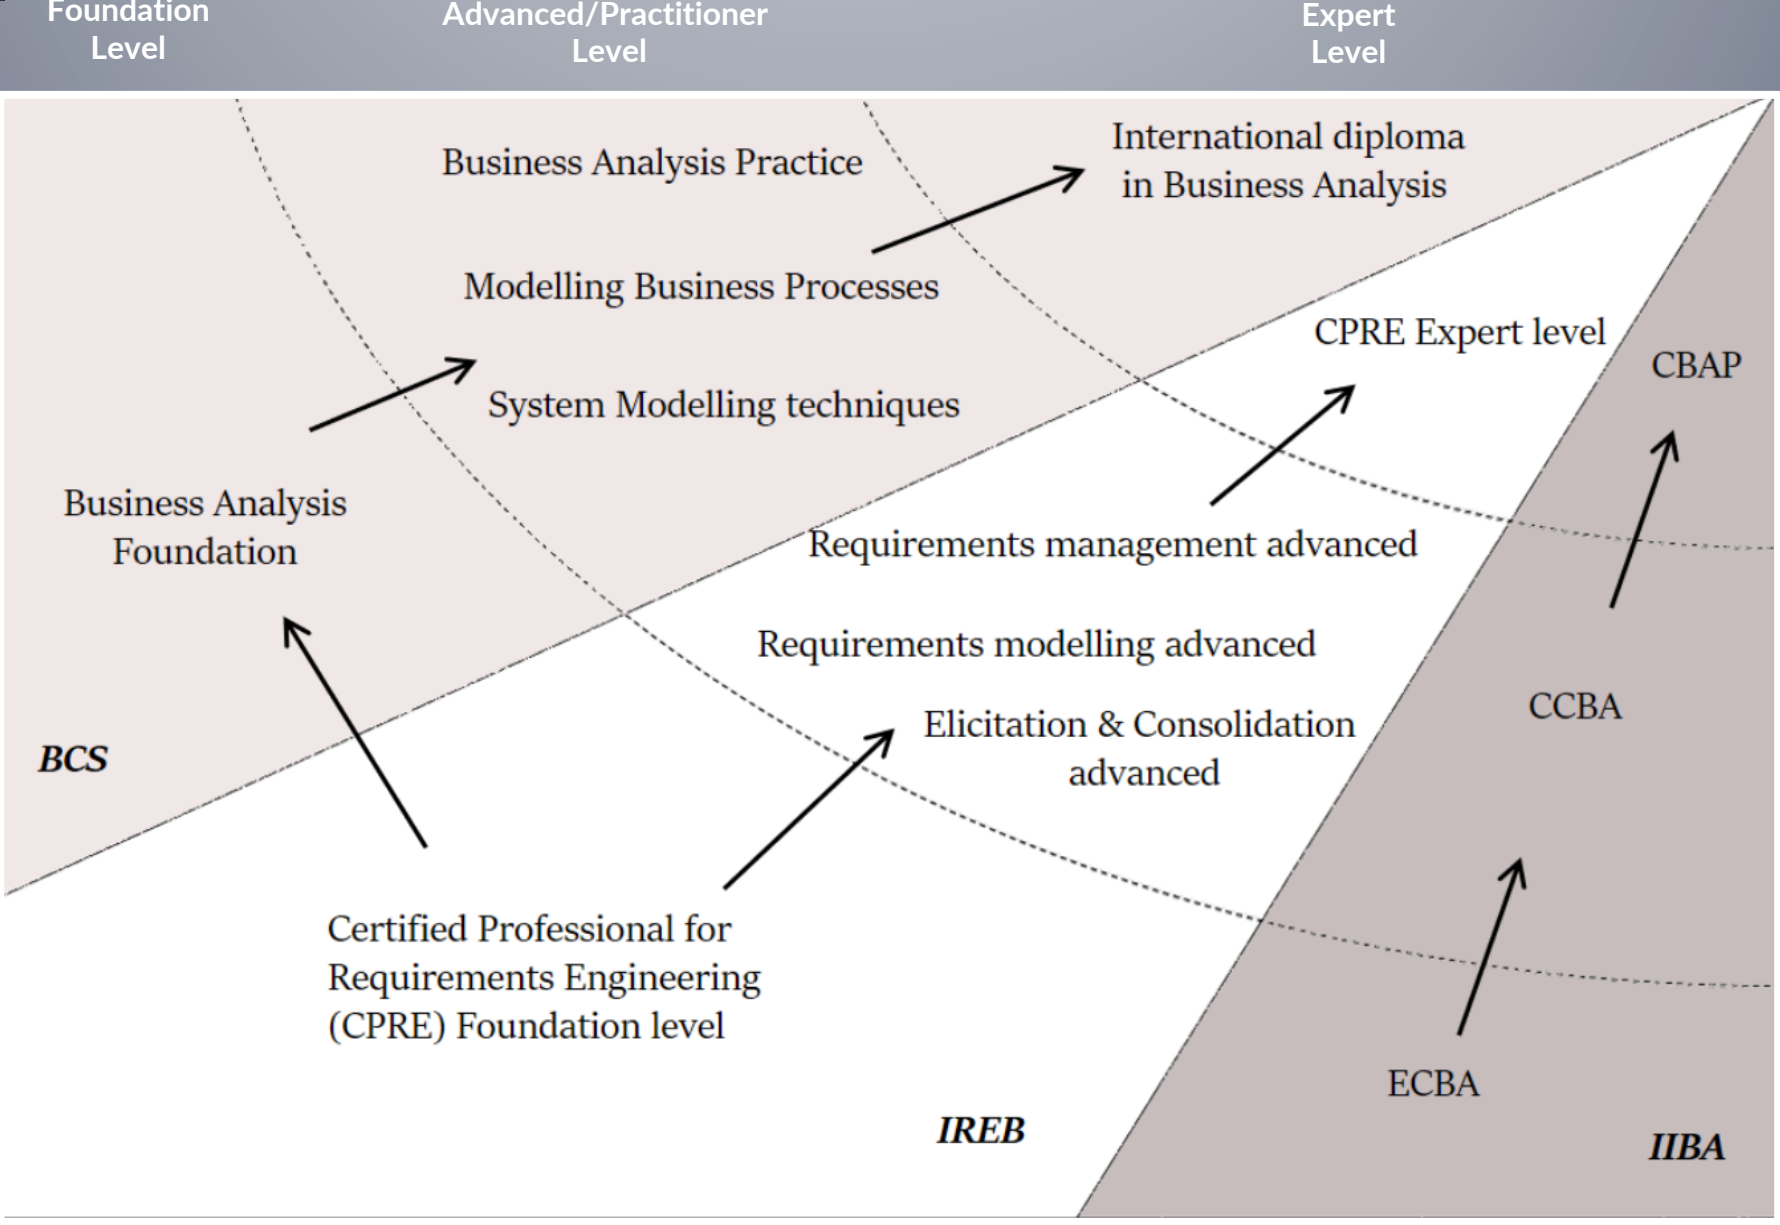 Foundation
Level
Advanced/Practitioner
Level
Expert
Level
Business Analysis Practice
International diploma
in Business Analysis
Modelling Business Processes
System Modelling techniques
Business Analysis
Foundation
BCS
CPRE Expert level
Requirements management advanced
Requirements modelling advanced
Elicitation & Consolidation
advanced
Certified Professional for
Requirements Engineering
(CPRE) Foundation level
IREB
CBAP
CCBA
ECBA
IIBA